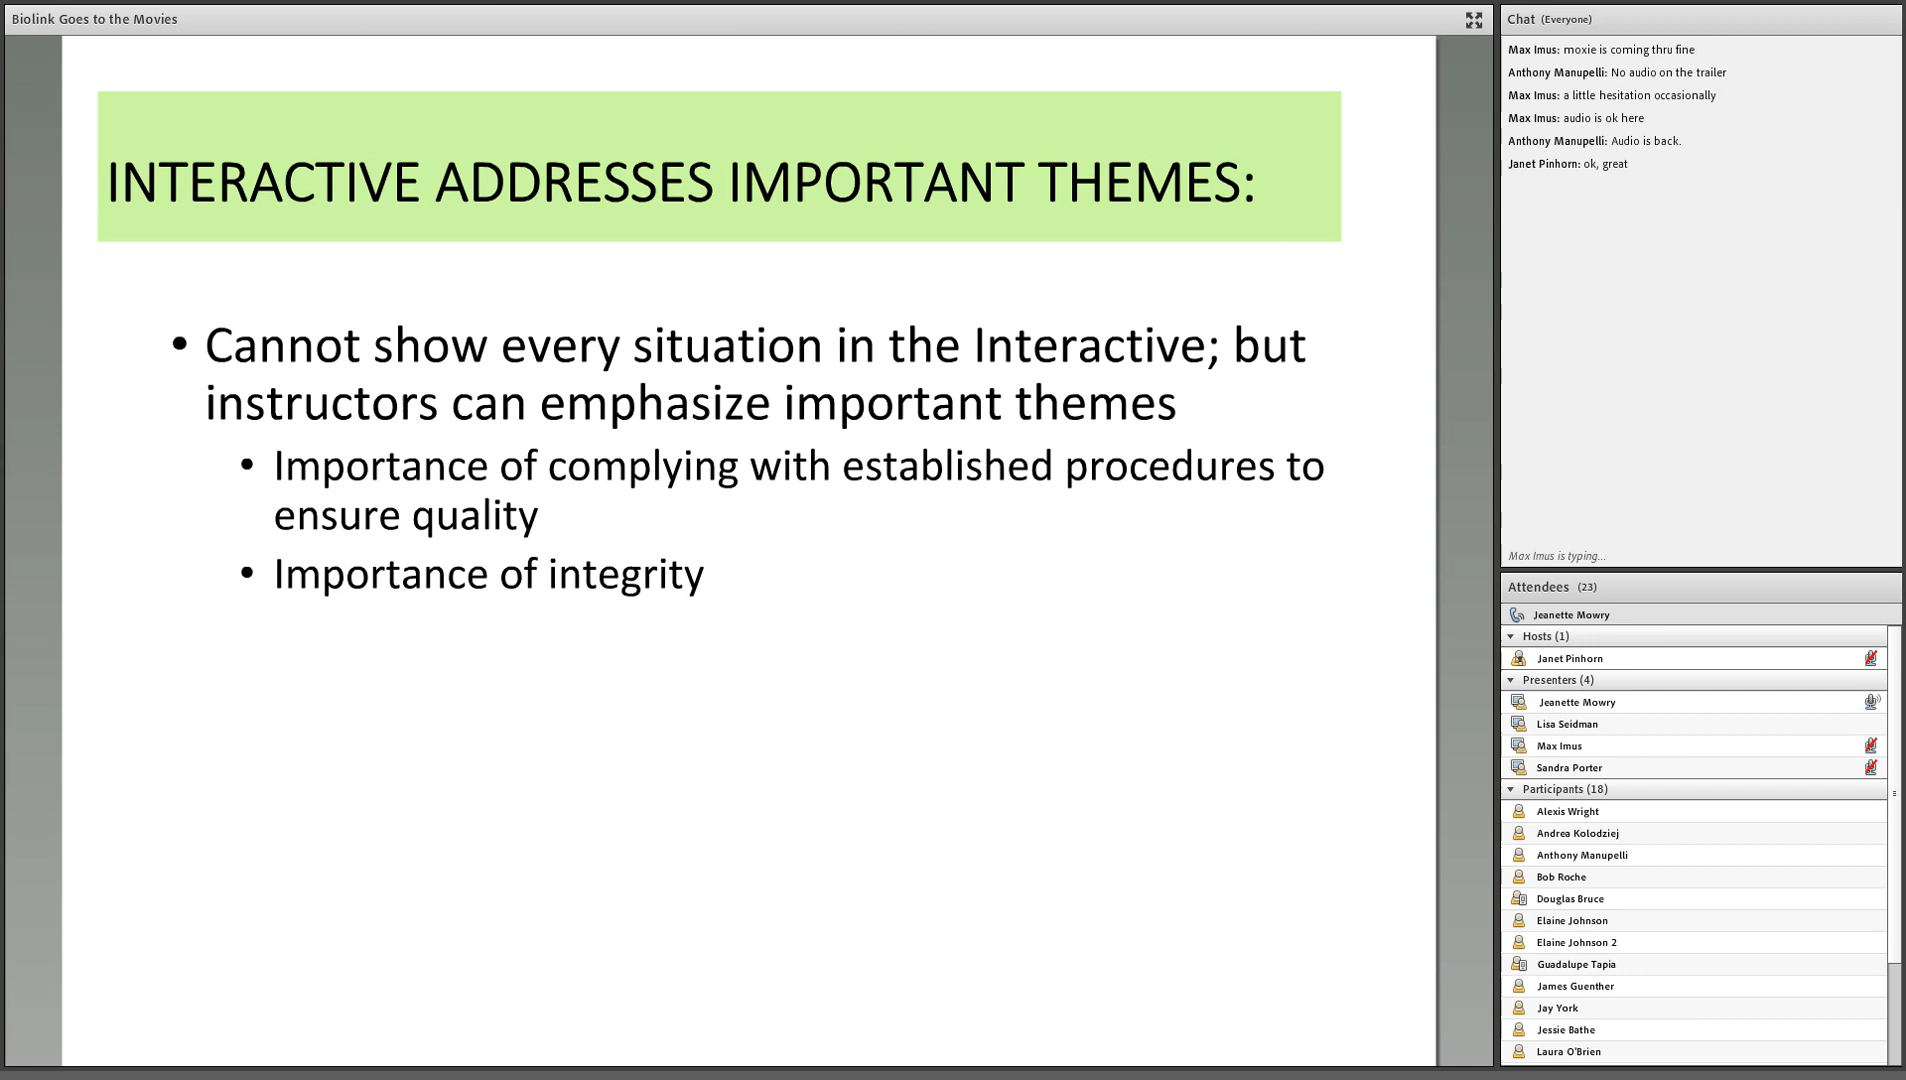 Biolink Goes to the Movies
INTERACTIVE ADDRESSES IMPORTANT THEMES:
• Cannot show every situation in the Interactive; but
instructors can emphasize important themes
• Importance of complying with established procedures to
ensure quality
• Importance of integrity
Chat (Everyone)
Max Imus: moxie is coming thru fine
Anthony Manupelli: No audio on the trailer
Max Imus: a little hesitation occasionally
Max Imus: audio is ok here
Anthony Manupelli: Audio is back.
Janet Pinhorn: ok, great
Max Imus is typing...
Attendees (23)
Jeanette Mowry
Hosts (1)
Janet Pinhorn
Presenters (4)
Jeanette Mowry
Lisa Seidman
Max Imus
Sandra Porter
Participants (18)
Alexis Wright
Andrea Kolodziej
Anthony Manupelli
Bob Roche
Douglas Bruce
Elaine Johnson
Elaine Johnson 2
Guadalupe Tapia
James Guenther
Jay York
Jessie Bathe
Laura O'Brien